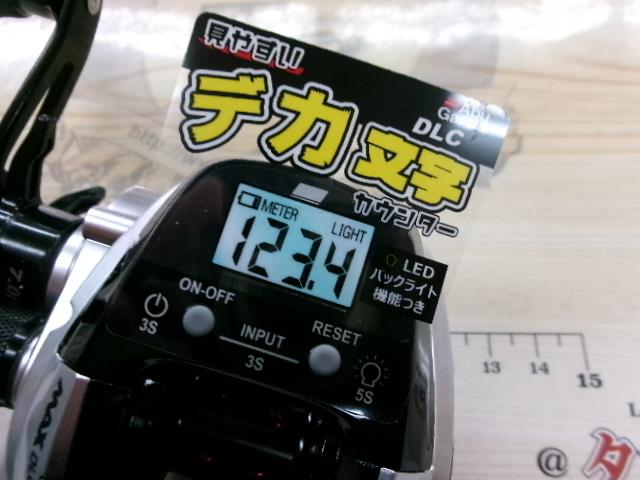 見やすい
デカ文字
カウンター
Abu
Garcia
DLC
METER
LIGHT
123.4
LED
バックライト
機能つき
ON-OFF
3S
INPUT
3S
RESET
5S
MAX DLC
13
14
15
@タ